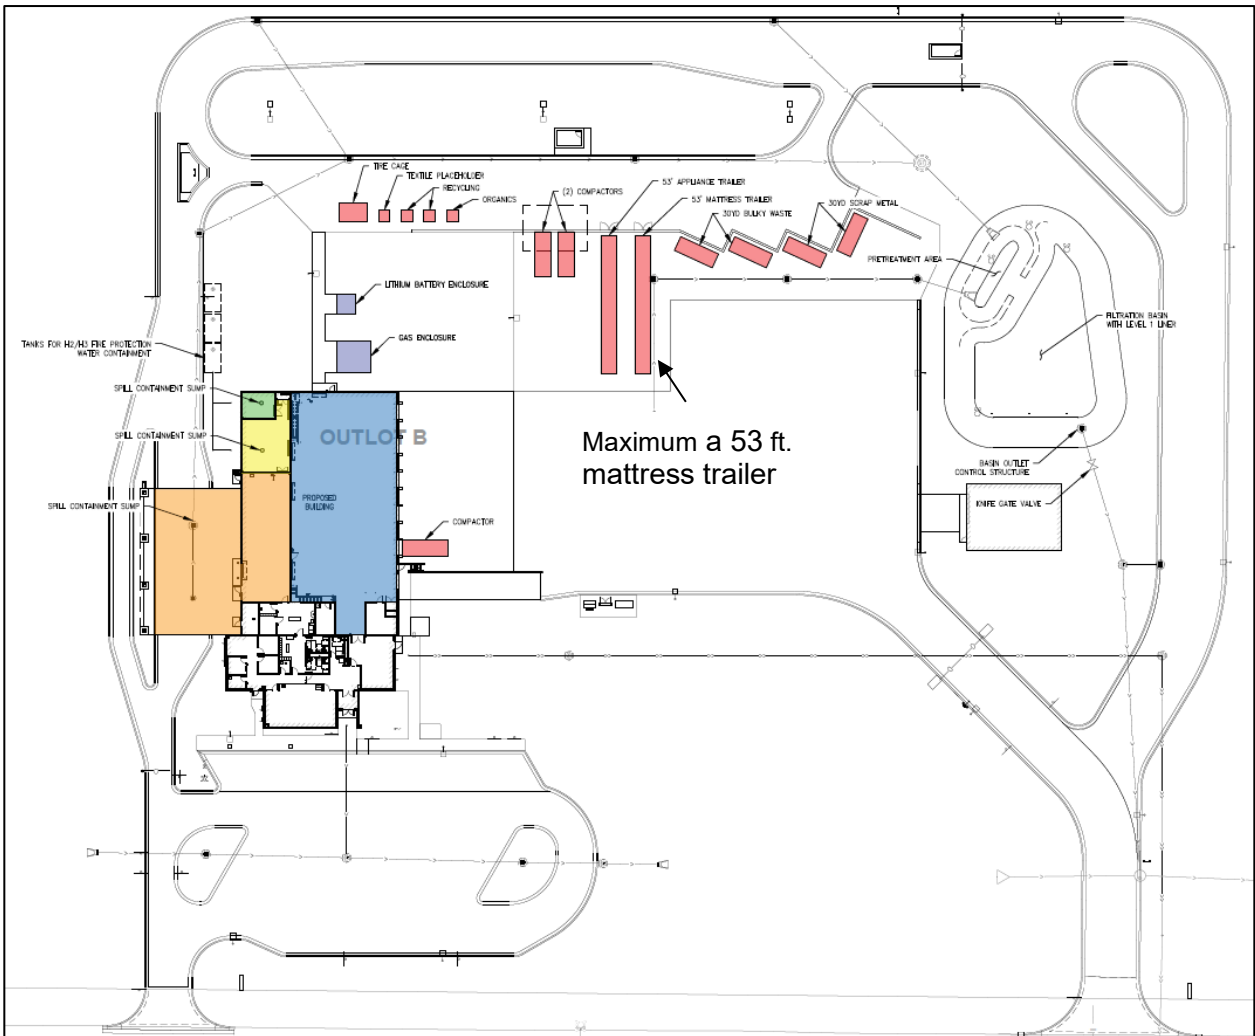 TIRE CAGE
TEXTILE PLACEHOLDER
RECYCLING
ORGANICS
(2) COMPACTORS
53' APPLIANCE TRAILER
53' MATTRESS TRAILER
30YD BULKY WASTE
30YD SCRAP METAL
PRETREATMENT AREA
LITHIUM BATTERY ENCLOSURE
GAS ENCLOSURE
FILTRATION BASIN
WITH LEVEL 1 LINER
TANKS FOR H2/H3 FIRE PROTECTION
WATER CONTAINMENT
SPILL CONTAINMENT SUMP
SPILL CONTAINMENT SUMP
SPILL CONTAINMENT SUMP
OUTLOT B
PROPOSED
BUILDING
Maximum a 53 ft.
mattress trailer
BASIN OUTLET
CONTROL STRUCTURE
KNIFE GATE VALVE
COMPACTOR